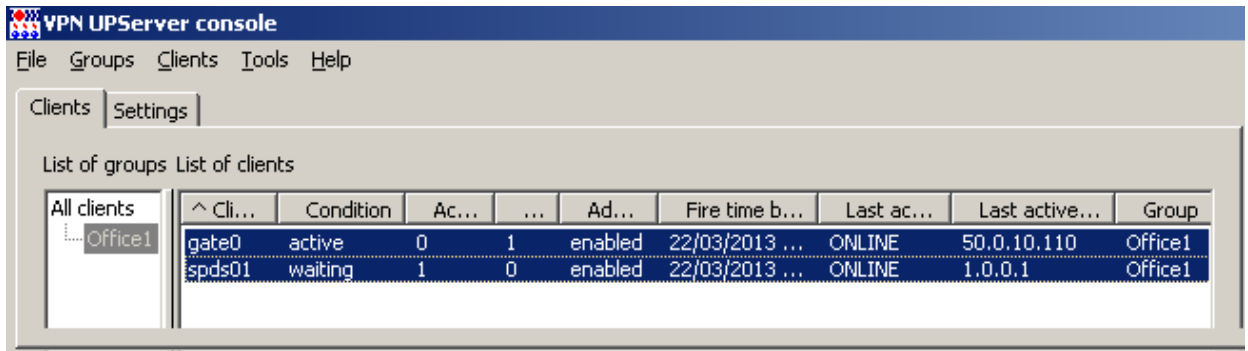 VPN UPServer console
File Groups Clients Tools Help
Clients Settings
List of groups List of clients
All clients ^ Cli... Condition Ac... ... Ad... Fire time b... Last ac... Last active... Group
Office1 gate0 active 0 1 enabled 22/03/2013 ... ONLINE 50.0.10.110 Office1
spds01 waiting 1 0 enabled 22/03/2013 ... ONLINE 1.0.0.1 Office1